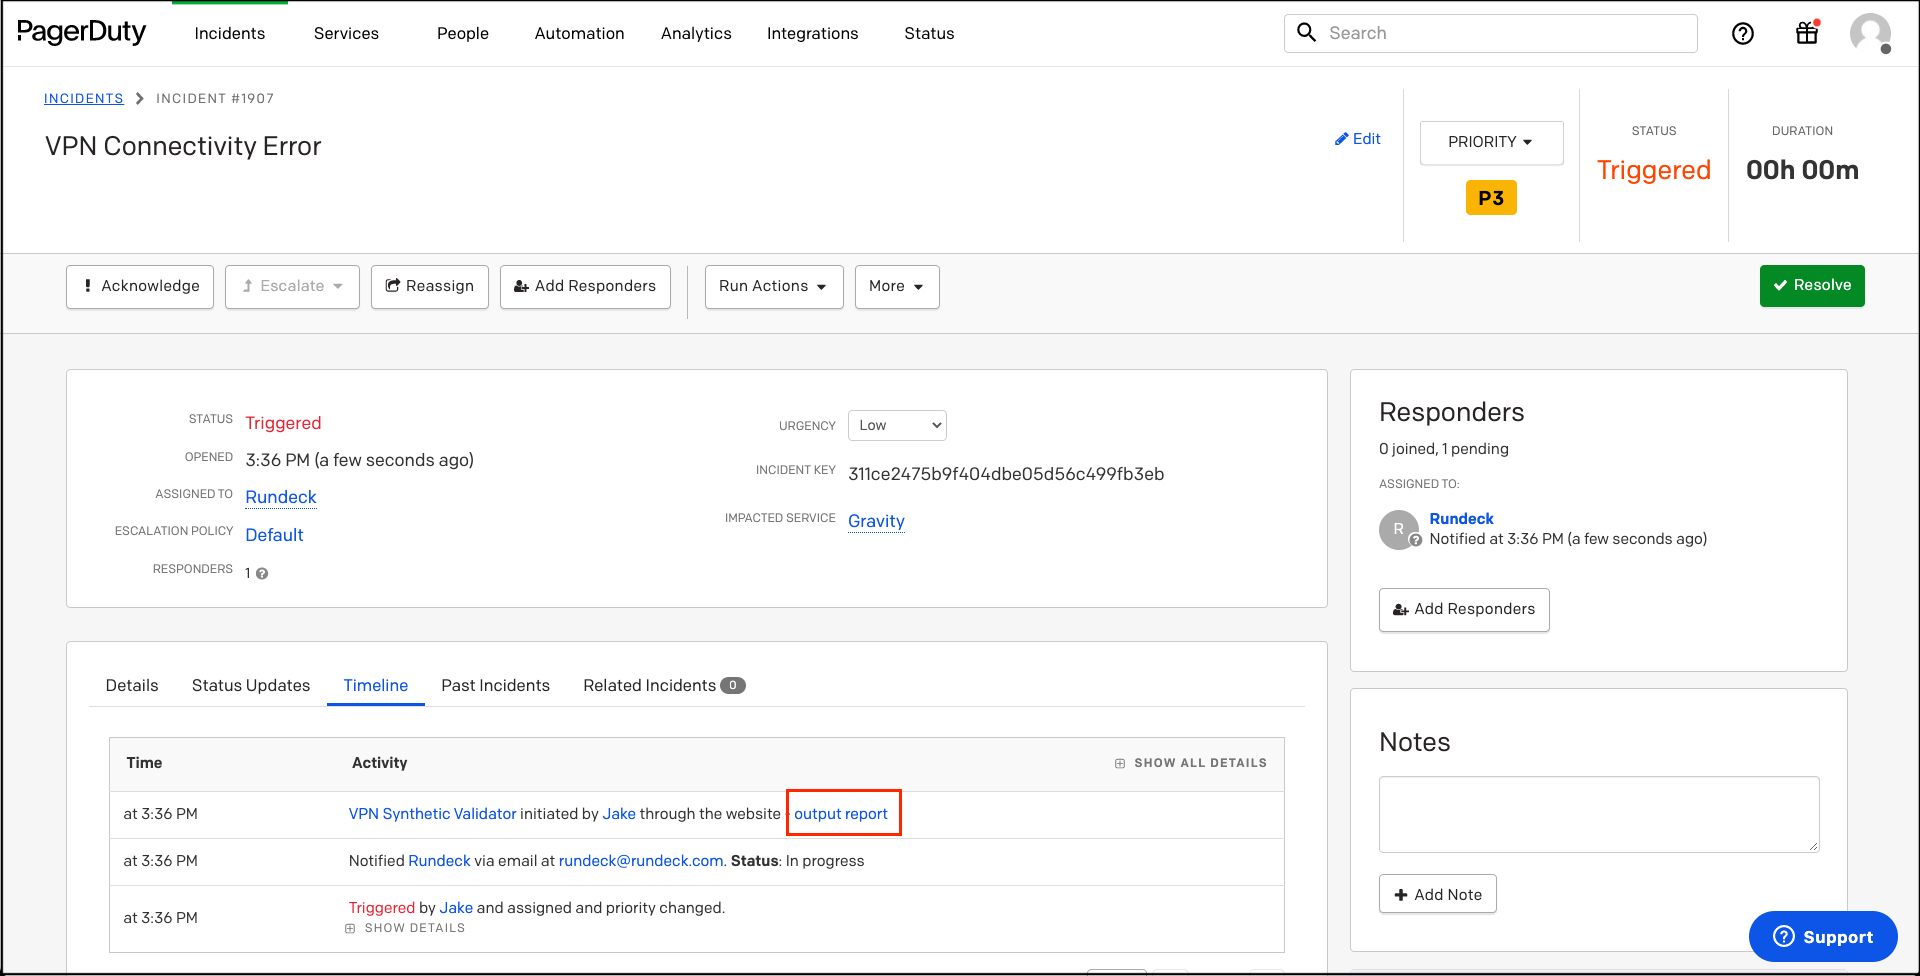 PagerDuty
Incidents
Services
People
Automation
Analytics
Integrations
Status
Search
INCIDENTS > INCIDENT #1907
VPN Connectivity Error
Edit
PRIORITY
P3
STATUS
Triggered
DURATION
00h 00m
Acknowledge
Escalate
Reassign
Add Responders
Run Actions
More
Resolve
STATUS Triggered
OPENED 3:36 PM (a few seconds ago)
ASSIGNED TO Rundeck
ESCALATION POLICY Default
RESPONDERS 1
URGENCY Low
INCIDENT KEY 311ce2475b9f404dbe05d56c499fb3eb
IMPACTED SERVICE Gravity
Responders
0 joined, 1 pending
ASSIGNED TO:
R
Rundeck
Notified at 3:36 PM (a few seconds ago)
Add Responders
Details
Status Updates
Timeline
Past Incidents
Related Incidents 0
Time Activity SHOW ALL DETAILS
at 3:36 PM VPN Synthetic Validator initiated by Jake through the website - output report
at 3:36 PM Notified Rundeck via email at rundeck@rundeck.com. Status: In progress
at 3:36 PM Triggered by Jake and assigned and priority changed.
SHOW DETAILS
Notes
Add Note
Support